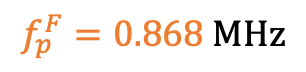 $f_p^F = 0.868$ MHz